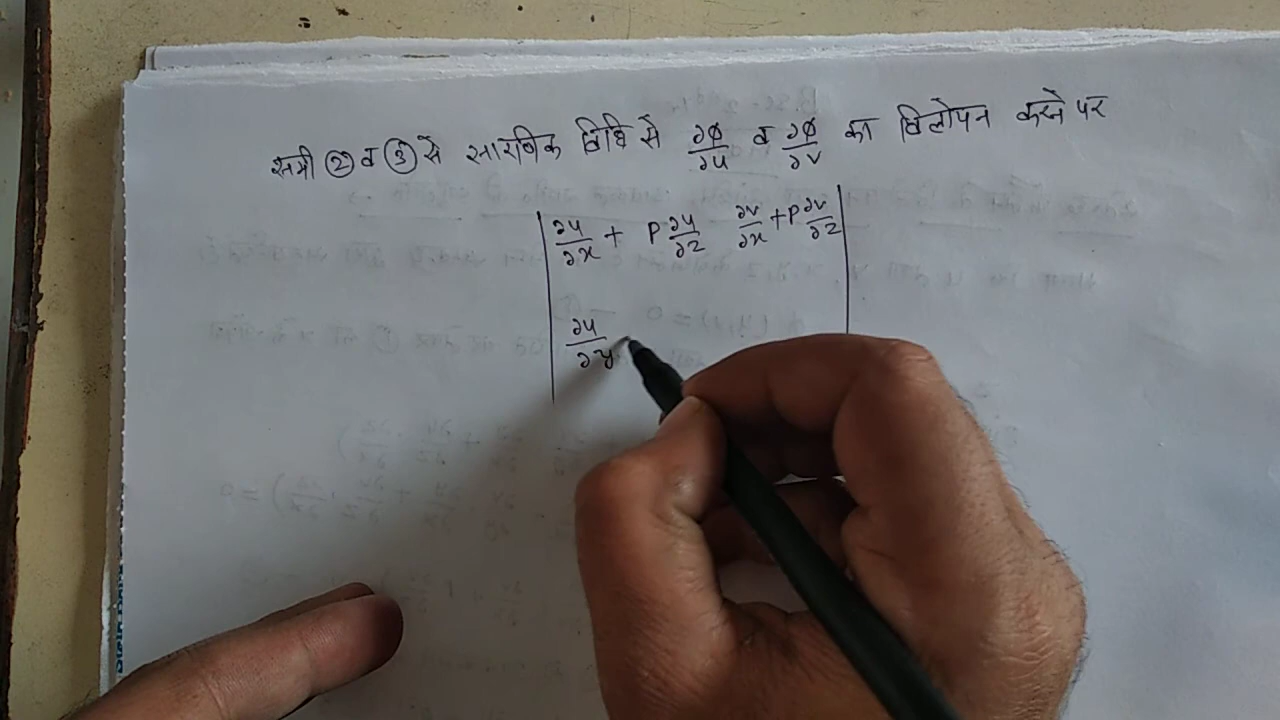 समी ② व ③ से सारणिक विधि से ∂φ/∂u व ∂φ/∂v का विलोपन करने पर
| ∂u/∂x + p ∂u/∂z ∂v/∂x + p ∂v/∂z |
∂u/∂y